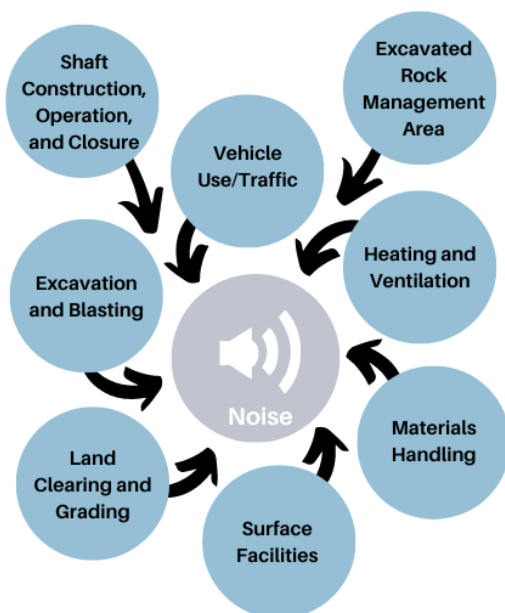 Shaft
Construction,
Operation,
and Closure
Excavated
Rock
Management
Area
Vehicle
Use/Traffic
Excavation
and Blasting
Heating and
Ventilation
Noise
Land
Clearing and
Grading
Materials
Handling
Surface
Facilities